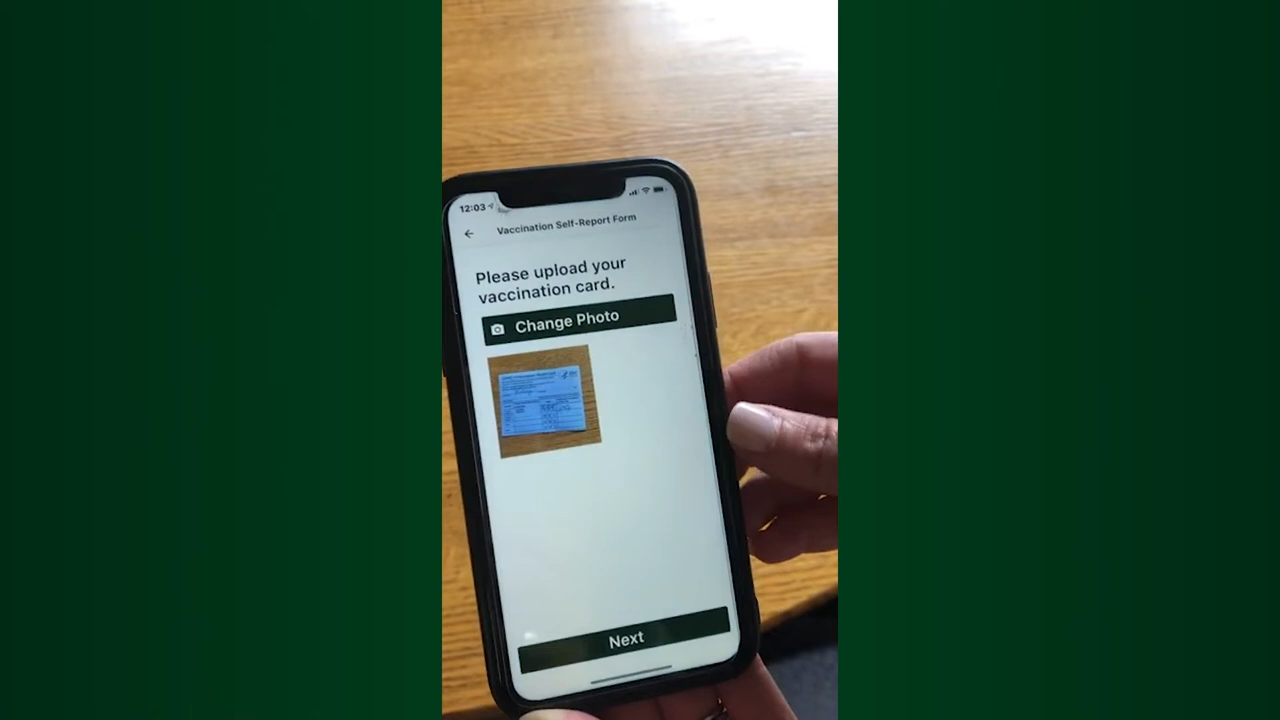 12:03
Vaccination Self-Report Form
Please upload your
vaccination card.
Change Photo
Next